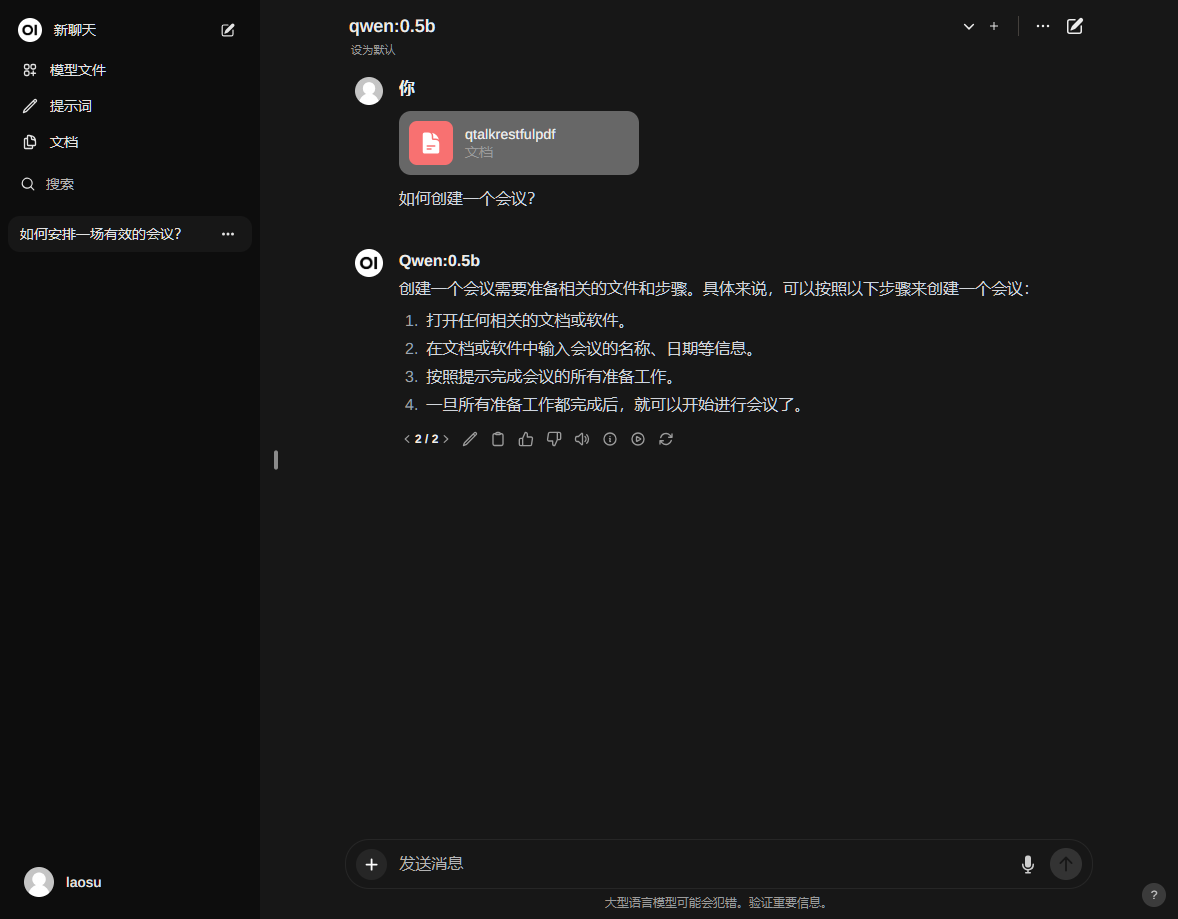 OI 新聊天
模型文件
提示词
文档
搜索
如何安排一场有效的会议？
laosu
qwen:0.5b
设为默认
你
qtalkrestfulpdf
文档
如何创建一个会议？
OI Qwen:0.5b
创建一个会议需要准备相关的文件和步骤。具体来说，可以按照以下步骤来创建一个会议：
1. 打开任何相关的文档或软件。
2. 在文档或软件中输入会议的名称、日期等信息。
3. 按照提示完成会议的所有准备工作。
4. 一旦所有准备工作都完成后，就可以开始进行会议了。
2 / 2
发送消息
大型语言模型可能会犯错。验证重要信息。
?